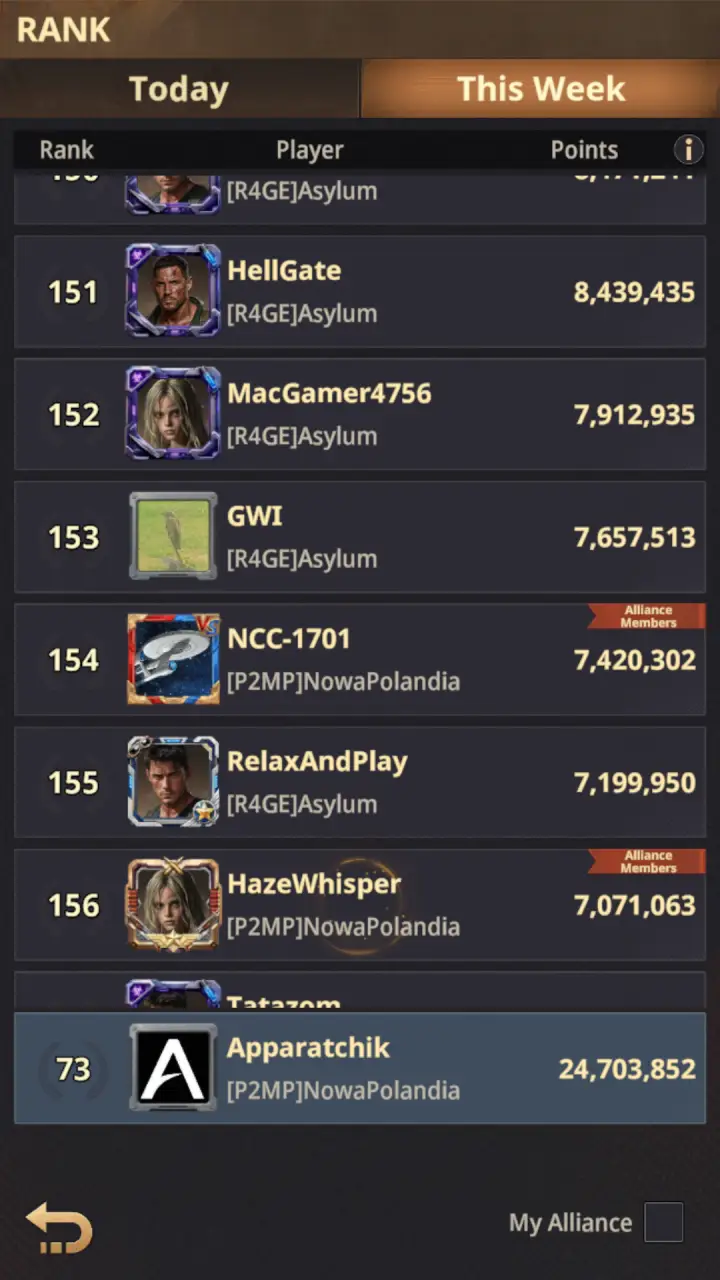 RANK
Today
This Week
Rank
Player
Points
[R4GE]Asylum
151
HellGate
[R4GE]Asylum
8,439,435
152
MacGamer4756
[R4GE]Asylum
7,912,935
153
GWI
[R4GE]Asylum
7,657,513
Alliance
Members
154
NCC-1701
[P2MP]NowaPolandia
7,420,302
155
RelaxAndPlay
[R4GE]Asylum
7,199,950
Alliance
Members
156
HazeWhisper
[P2MP]NowaPolandia
7,071,063
Tatazom
73
Apparatchik
[P2MP]NowaPolandia
24,703,852
My Alliance